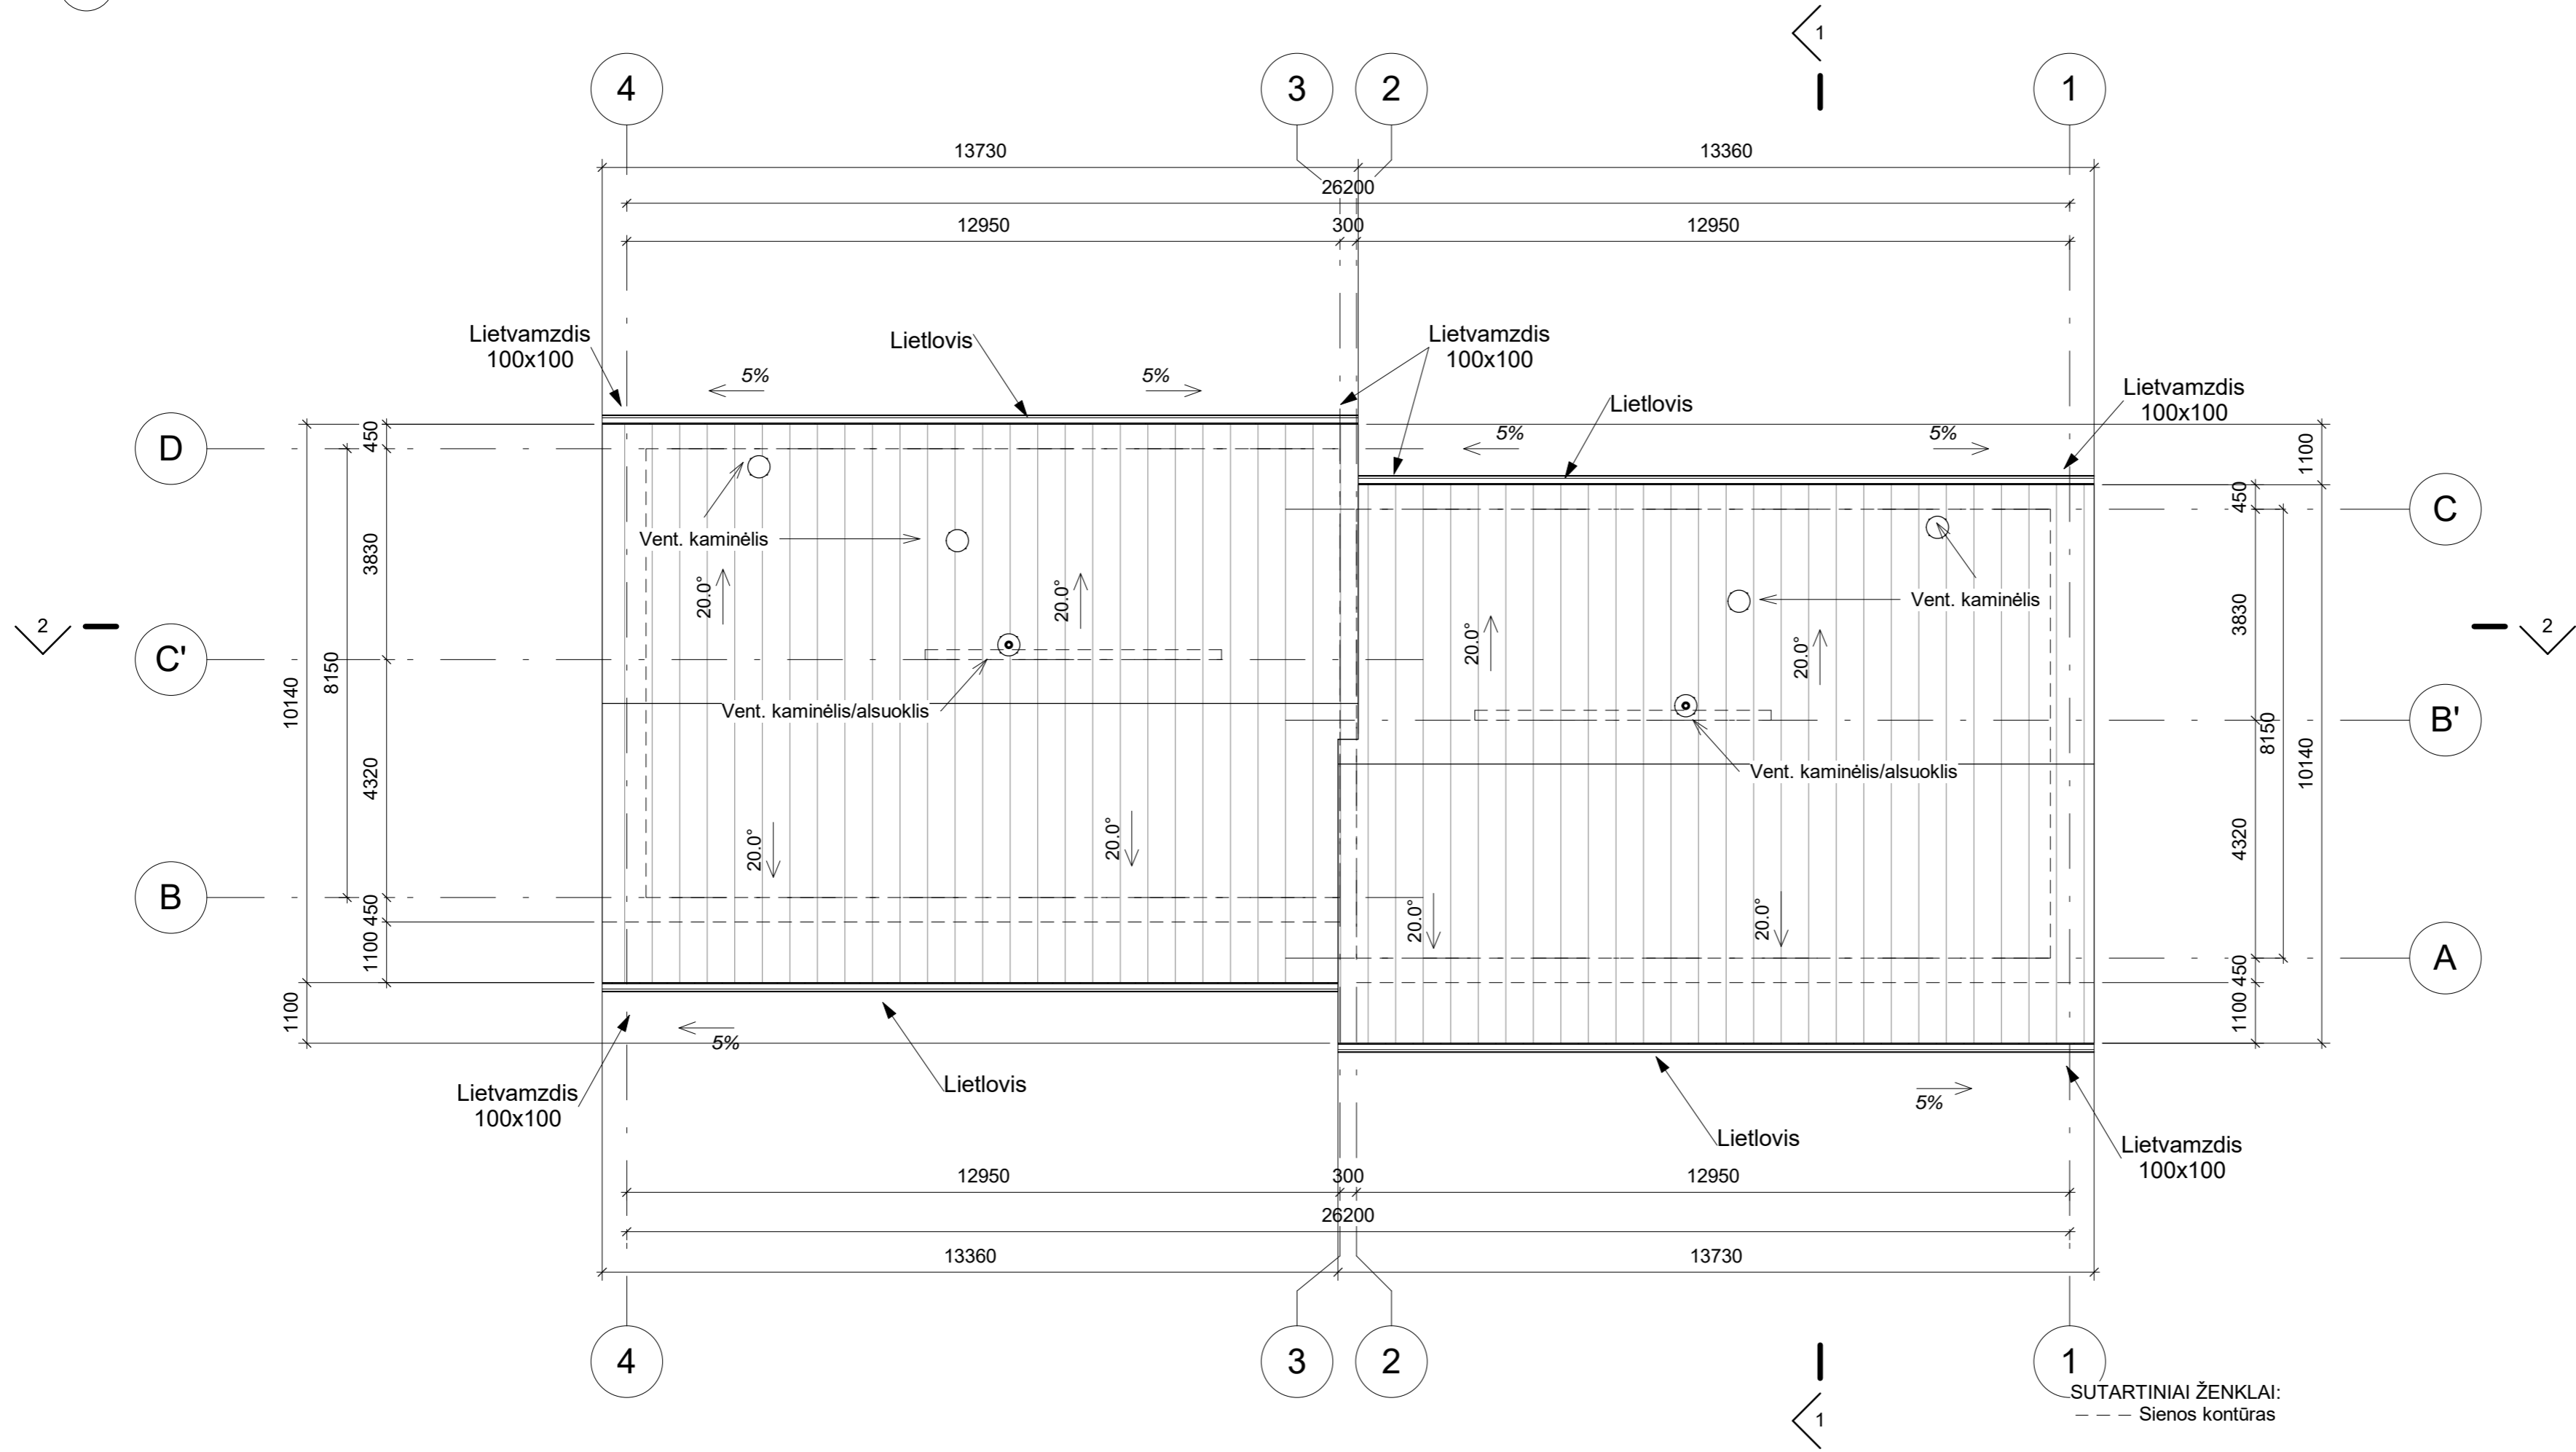 1
4
3
2
1
13730
13360
26200
12950
300
12950
Lietvamzdis
100x100
Lietlovis
Lietvamzdis
100x100
Lietlovis
Lietvamzdis
100x100
5%
5%
5%
5%
D
C'
B
C
B'
A
2
2
450
3830
4320
450
1100
8150
10140
1100
1100
450
3830
4320
450
1100
8150
10140
Vent. kaminėlis
Vent. kaminėlis
20.0°
20.0°
20.0°
20.0°
Vent. kaminėlis/alsuoklis
Vent. kaminėlis/alsuoklis
20.0°
20.0°
20.0°
20.0°
5%
5%
Lietvamzdis
100x100
Lietlovis
Lietlovis
Lietvamzdis
100x100
12950
300
12950
26200
13360
13730
4
3
2
1
1
SUTARTINIAI ŽENKLAI:
Sienos kontūras